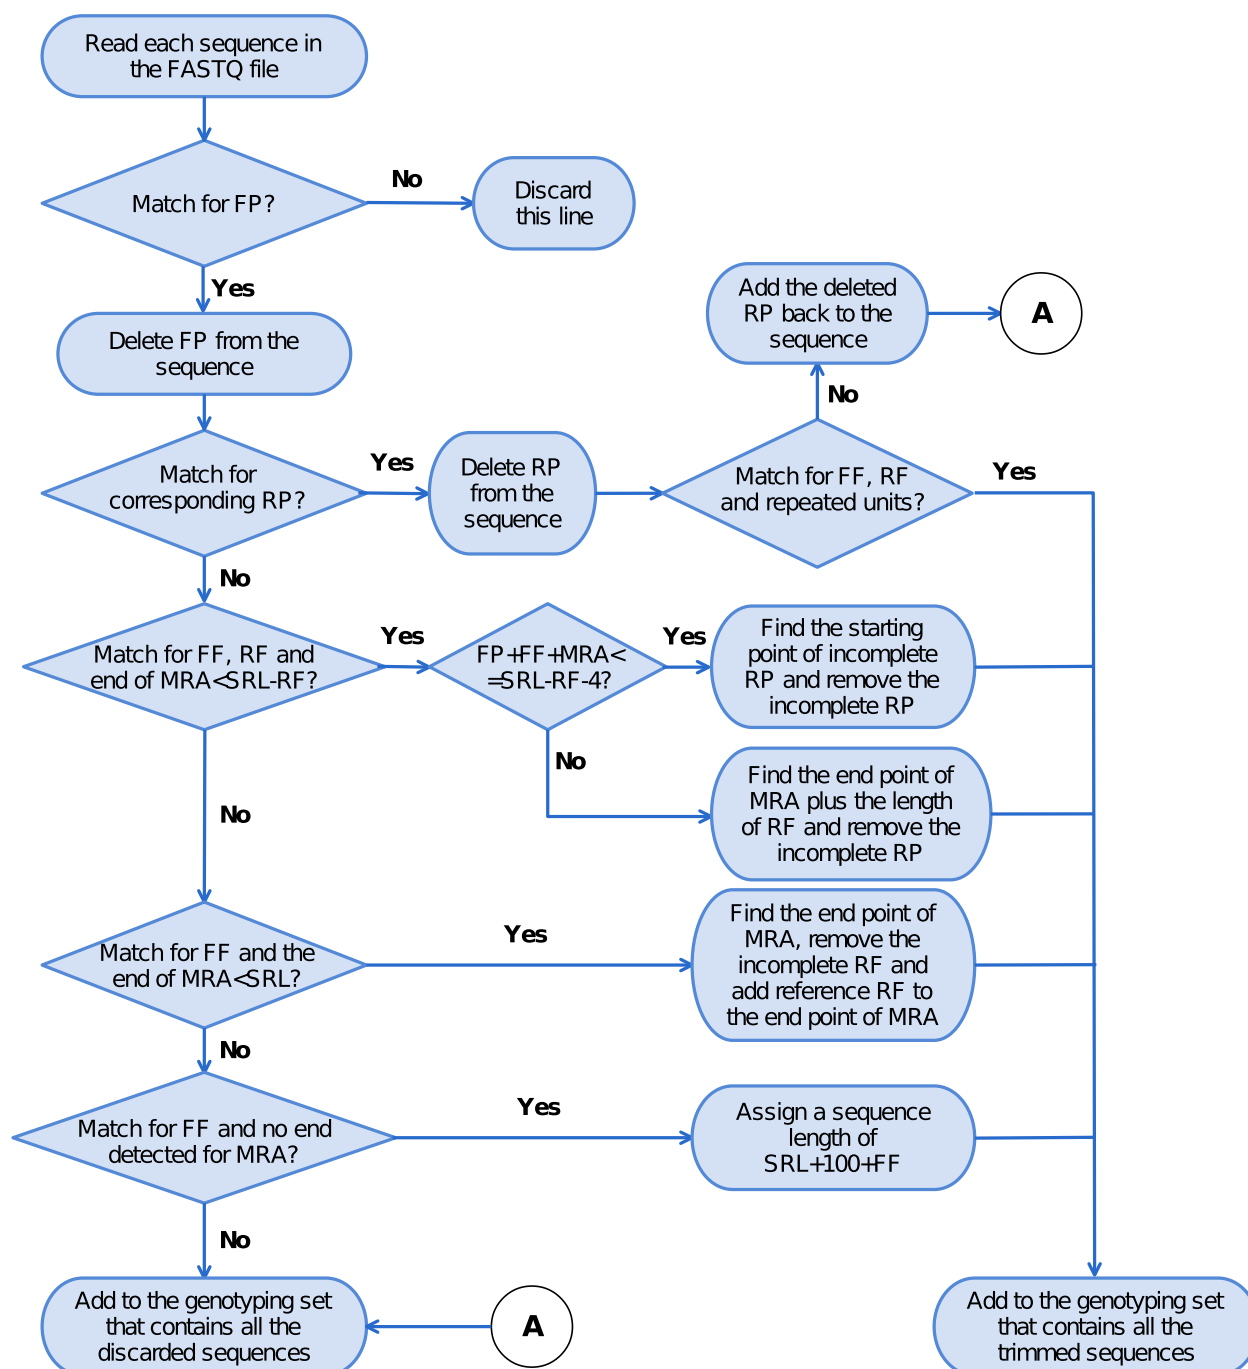 Read each sequence in
the FASTQ file
Match for FP?
No
Discard
this line
Yes
Delete FP from the
sequence
Add the deleted
RP back to the
sequence
A
No
Match for
corresponding RP?
Yes
Delete RP
from the
sequence
Match for FF, RF
and repeated units?
Yes
No
Match for FF, RF and
end of MRA<SRL-RF?
Yes
FP+FF+MRA<
=SRL-RF-4?
Yes
Find the starting
point of incomplete
RP and remove the
incomplete RP
No
Find the end point of
MRA plus the length
of RF and remove the
incomplete RP
No
Match for FF and the
end of MRA<SRL?
Yes
Find the end point of
MRA, remove the
incomplete RF and
add reference RF to
the end point of MRA
No
Match for FF and no end
detected for MRA?
Yes
Assign a sequence
length of
SRL+100+FF
No
Add to the genotyping set
that contains all the
discarded sequences
A
Add to the genotyping set
that contains all the
trimmed sequences